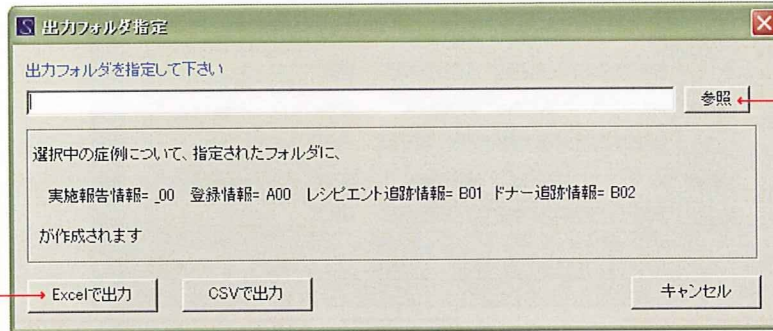 S 出力フォルダ指定
出力フォルダを指定して下さい
参照
選択中の症例について、指定されたフォルダに、
実施報告情報= _00 登録情報= A00 レシピエント追跡情報= B01 ドナー追跡情報= B02
が作成されます
Excelで出力 CSVで出力 キャンセル